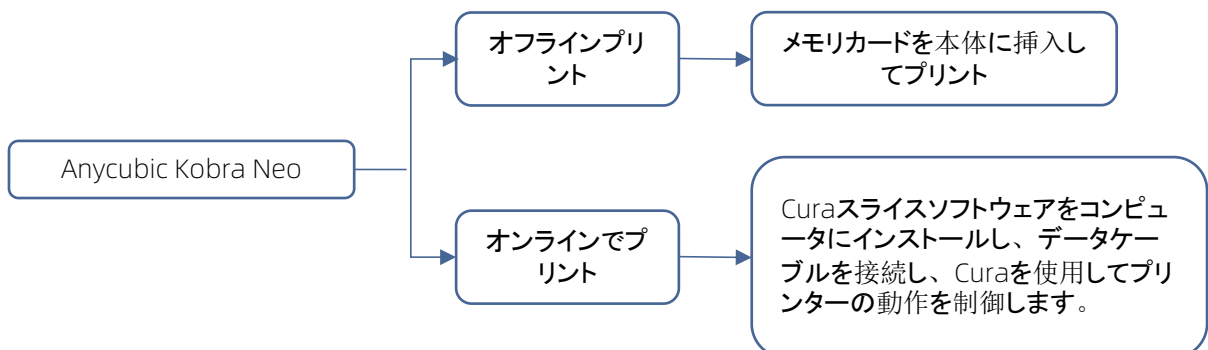 オフラインプリ
ント
メモリカードを本体に挿入し
てプリント
Anycubic Kobra Neo
オンラインでプ
リント
Curaスライスソフトウェアをコンピュ
ータにインストールし、データケー
ブルを接続し、Curaを使用してプリ
ンターの動作を制御します。